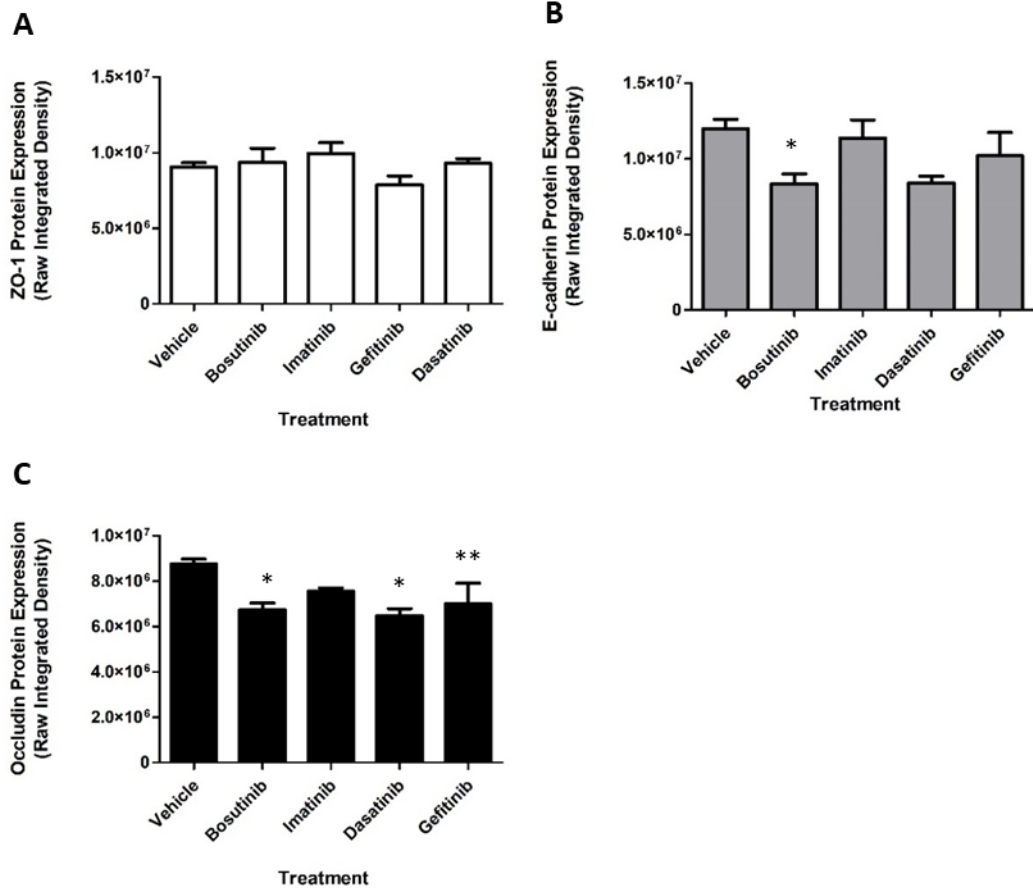 A
ZO-1 Protein Expression
(Raw Integrated Density)
1.5×10⁷
1.0×10⁷
5.0×10⁶
0
Vehicle
Bosutinib
Imatinib
Gefitinib
Dasatinib
Treatment
B
E-cadherin Protein Expression
(Raw Integrated Density)
1.5×10⁷
1.0×10⁷
5.0×10⁶
0
*
Vehicle
Bosutinib
Imatinib
Dasatinib
Gefitinib
Treatment
C
Occludin Protein Expression
(Raw Integrated Density)
1.0×10⁷
8.0×10⁶
6.0×10⁶
4.0×10⁶
2.0×10⁶
0
*
*
**
Vehicle
Bosutinib
Imatinib
Dasatinib
Gefitinib
Treatment